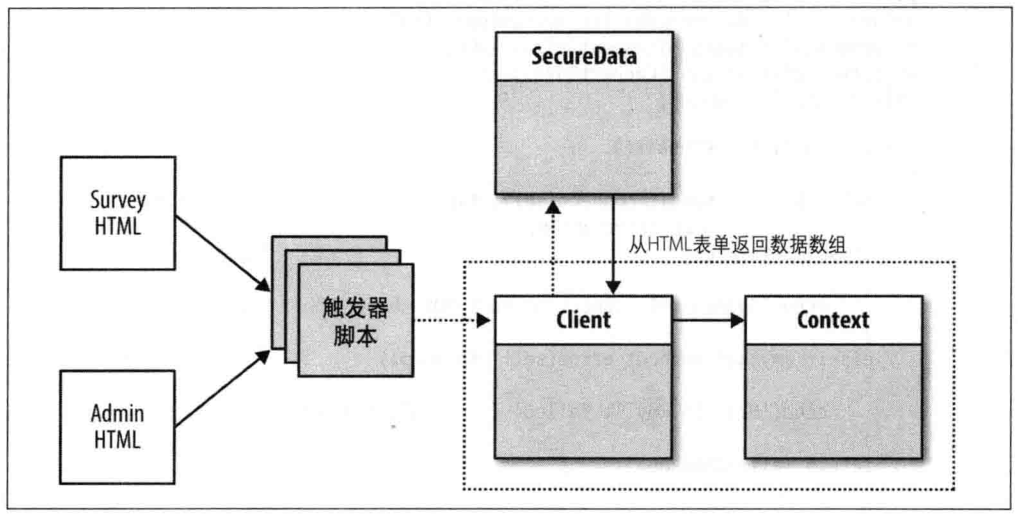 SecureData
Survey
HTML
从HTML表单返回数据数组
触发器
脚本
Client
Context
Admin
HTML